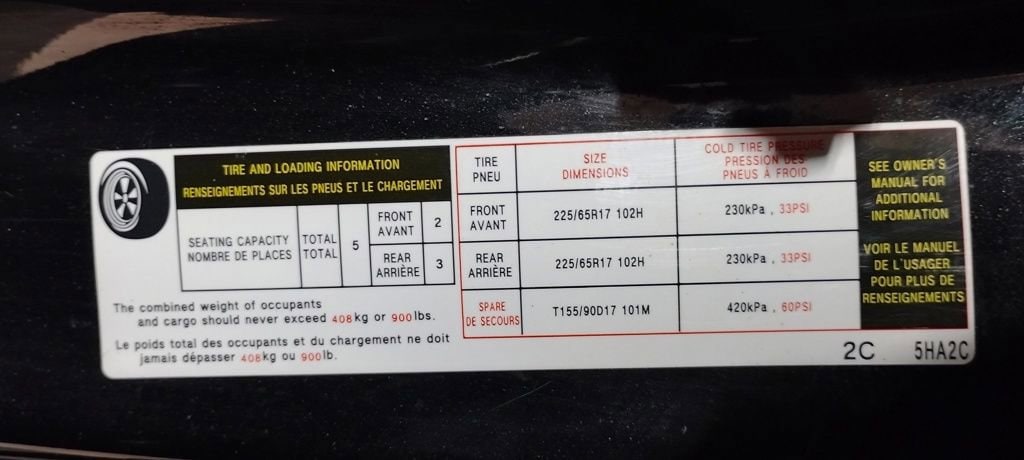 TIRE AND LOADING INFORMATION
RENSEIGNEMENTS SUR LES PNEUS ET LE CHARGEMENT
SEATING CAPACITY
NOMBRE DE PLACES
TOTAL
TOTAL
5
FRONT
AVANT
2
REAR
ARRIÈRE
3
The combined weight of occupants
and cargo should never exceed 408kg or 900lbs.
Le poids total des occupants et du chargement ne doit
jamais dépasser 408kg ou 900lb.
TIRE
PNEU
SIZE
DIMENSIONS
COLD TIRE PRESSURE
PRESSION DES
PNEUS À FROID
FRONT
AVANT
225/65R17 102H
230kPa , 33PSI
REAR
ARRIÈRE
225/65R17 102H
230kPa , 33PSI
SPARE
DE SECOURS
T155/90D17 101M
420kPa , 60PSI
SEE OWNER'S
MANUAL FOR
ADDITIONAL
INFORMATION
VOIR LE MANUEL
DE L'USAGER
POUR PLUS DE
RENSEIGNEMENTS
2C 5HA2C